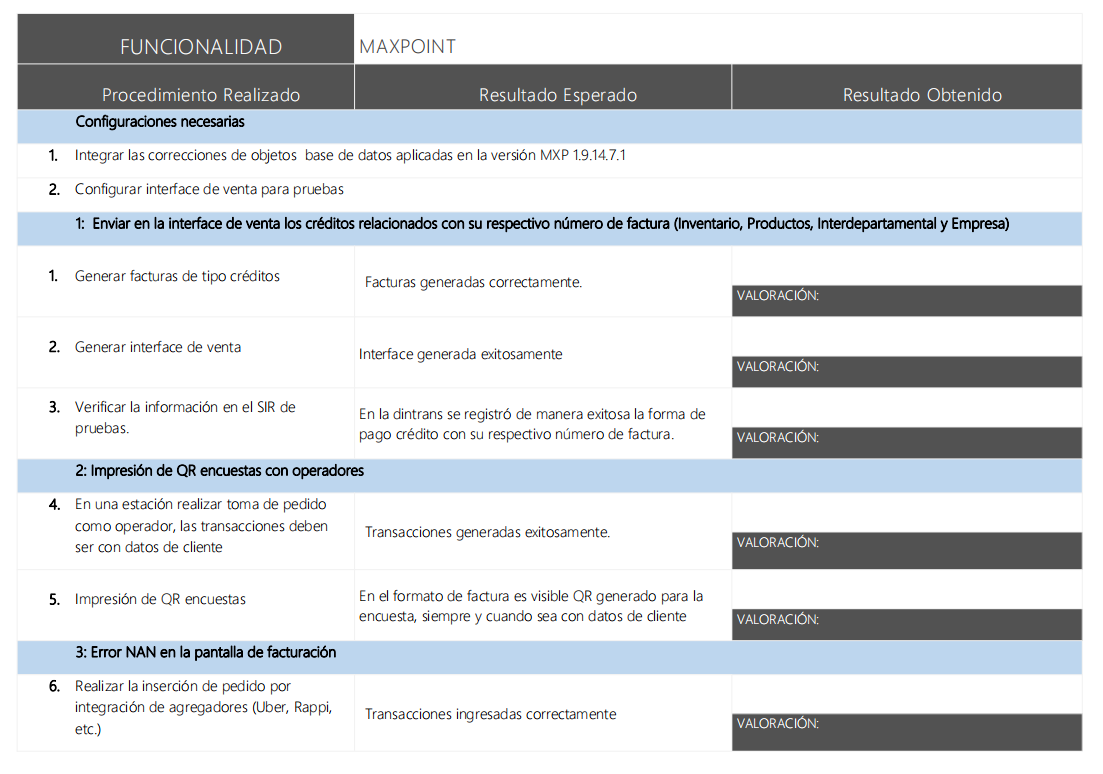 FUNCIONALIDAD MAXPOINT
Procedimiento Realizado Resultado Esperado Resultado Obtenido
Configuraciones necesarias
1. Integrar las correcciones de objetos base de datos aplicadas en la versión MXP 1.9.14.7.1
2. Configurar interface de venta para pruebas
1: Enviar en la interface de venta los créditos relacionados con su respectivo número de factura (Inventario, Productos, Interdepartamental y Empresa)
1. Generar facturas de tipo créditos
Facturas generadas correctamente.
VALORACIÓN:
2. Generar interface de venta
Interface generada exitosamente
VALORACIÓN:
3. Verificar la información en el SIR de
pruebas.
En la dintrans se registró de manera exitosa la forma de
pago crédito con su respectivo número de factura.
VALORACIÓN:
2: Impresión de QR encuestas con operadores
4. En una estación realizar toma de pedido
como operador, las transacciones deben
ser con datos de cliente
Transacciones generadas exitosamente.
VALORACIÓN:
5. Impresión de QR encuestas
En el formato de factura es visible QR generado para la
encuesta, siempre y cuando sea con datos de cliente
VALORACIÓN:
3: Error NAN en la pantalla de facturación
6. Realizar la inserción de pedido por
integración de agregadores (Uber, Rappi,
etc.)
Transacciones ingresadas correctamente
VALORACIÓN: